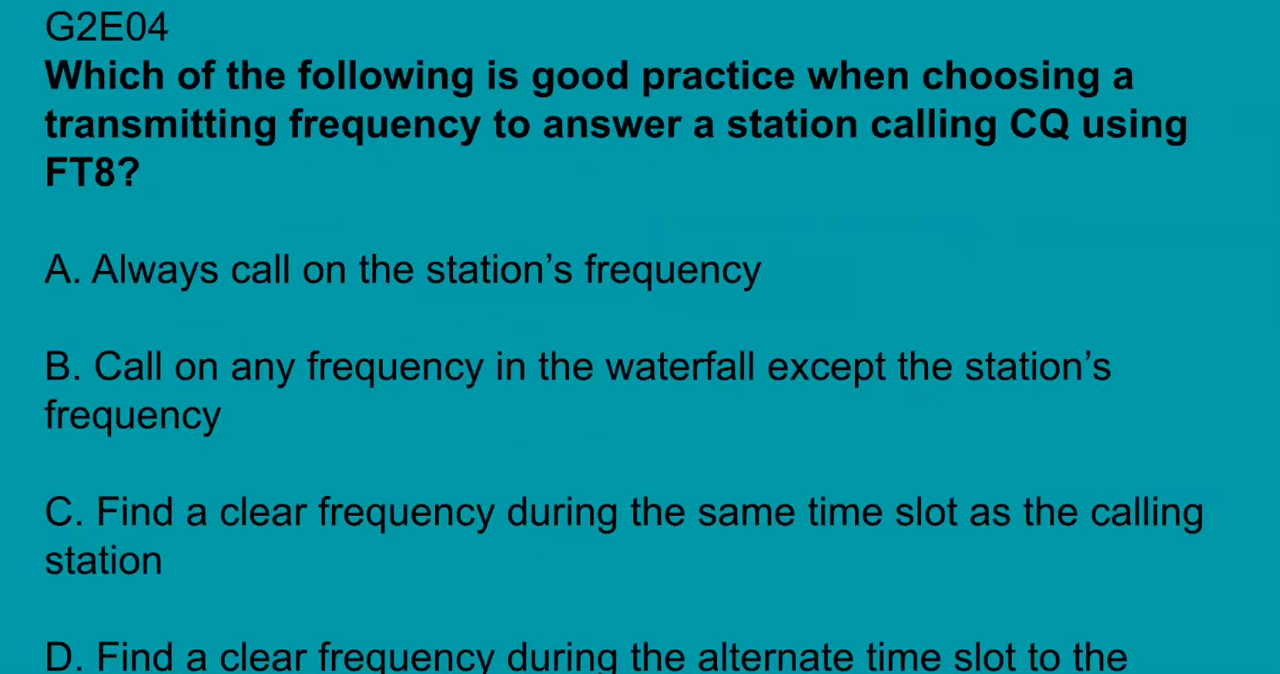 G2E04
Which of the following is good practice when choosing a
transmitting frequency to answer a station calling CQ using
FT8?
A. Always call on the station’s frequency
B. Call on any frequency in the waterfall except the station’s
frequency
C. Find a clear frequency during the same time slot as the calling
station
D. Find a clear frequency during the alternate time slot to the